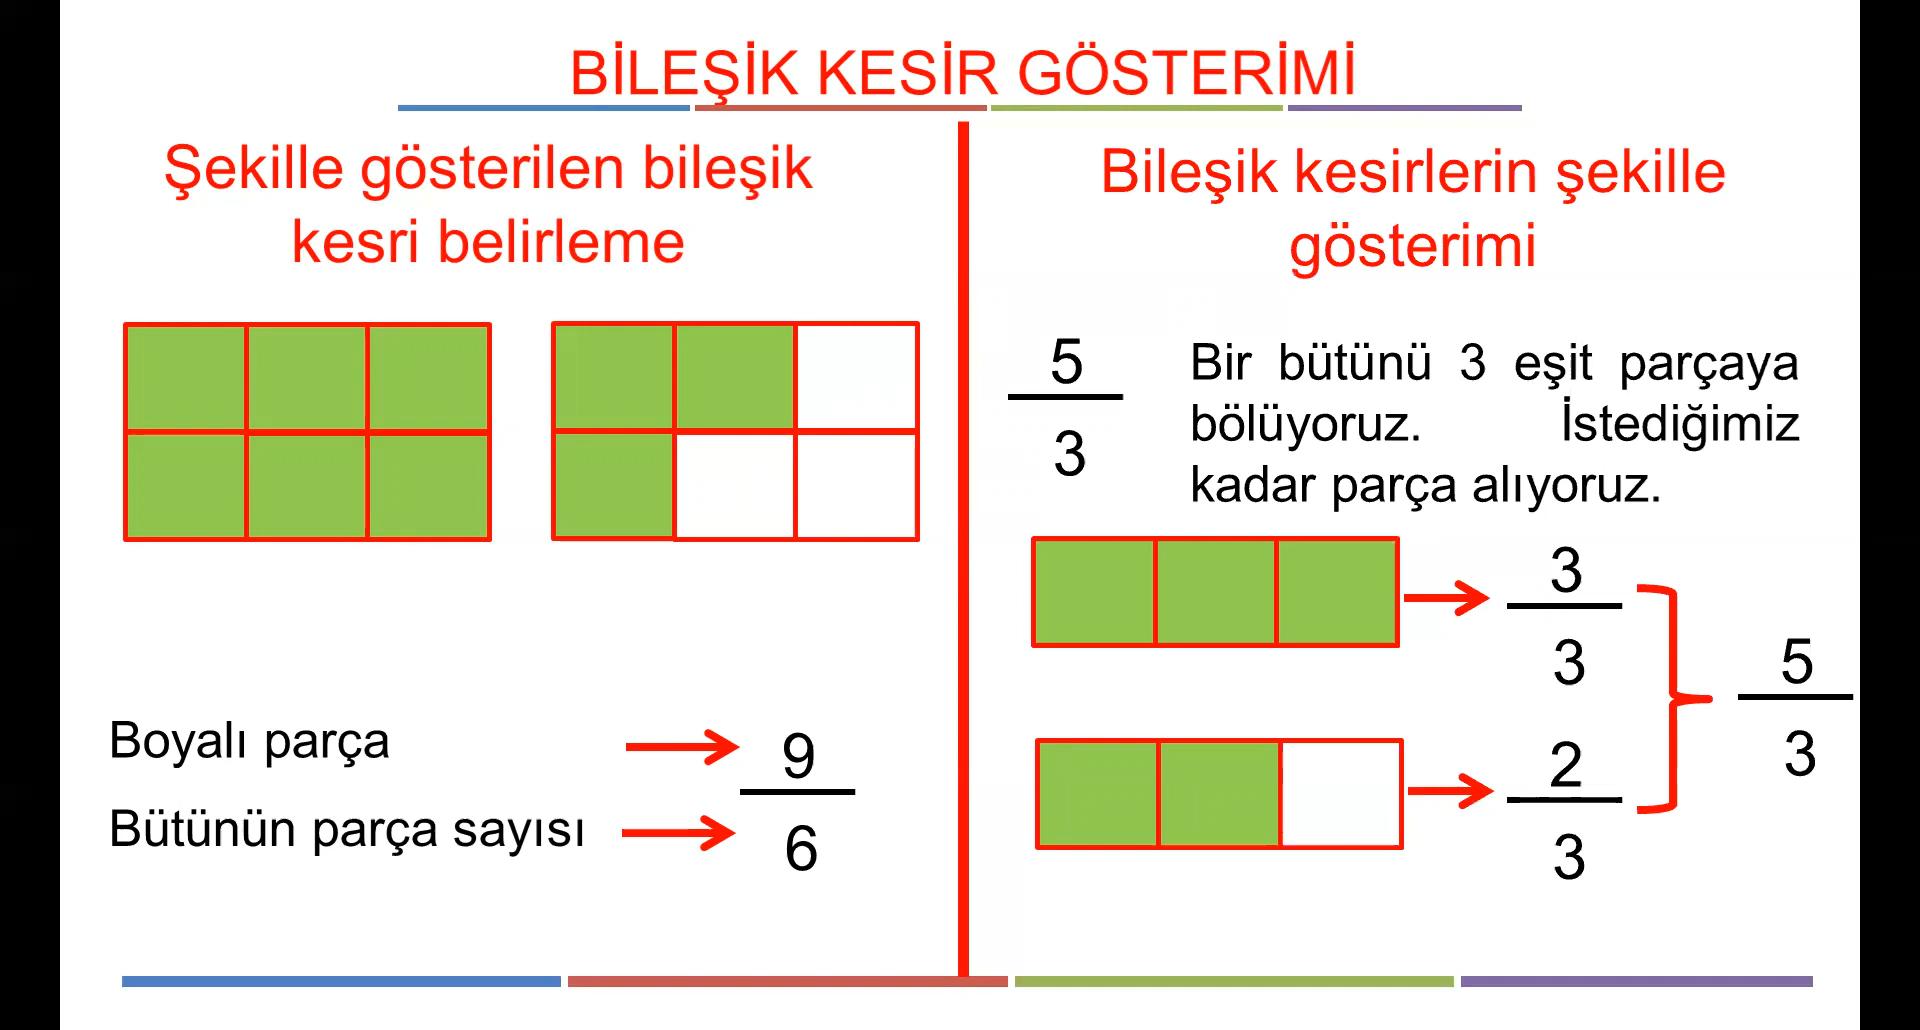 BİLEŞİK KESİR GÖSTERİMİ
Şekille gösterilen bileşik
kesri belirleme
Boyalı parça
9
Bütünün parça sayısı
6
Bileşik kesirlerin şekille
gösterimi
5
3
Bir bütünü 3 eşit parçaya
bölüyoruz. İstediğimiz
kadar parça alıyoruz.
3
3
2
3
5
3